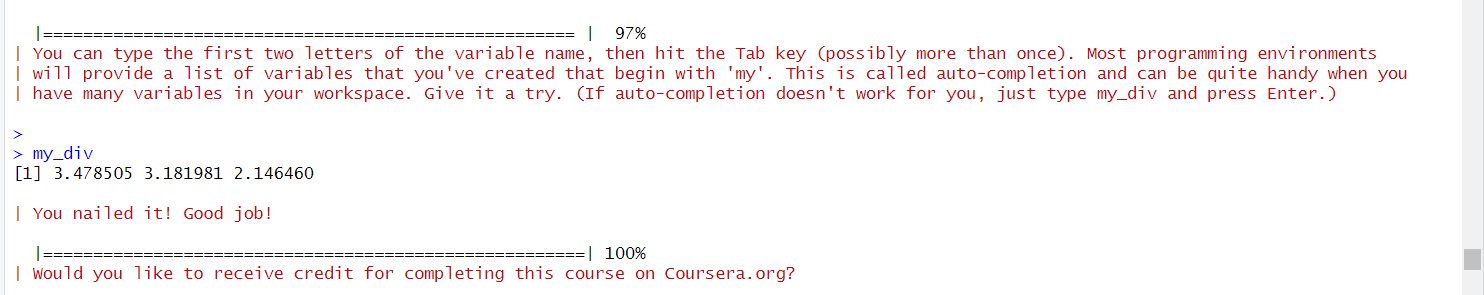 |===================================================== | 97%
| You can type the first two letters of the variable name, then hit the Tab key (possibly more than once). Most programming environments
| will provide a list of variables that you've created that begin with 'my'. This is called auto-completion and can be quite handy when you
| have many variables in your workspace. Give it a try. (If auto-completion doesn't work for you, just type my_div and press Enter.)
>
> my_div
[1] 3.478505 3.181981 2.146460
| You nailed it! Good job!
|======================================================| 100%
| Would you like to receive credit for completing this course on Coursera.org?